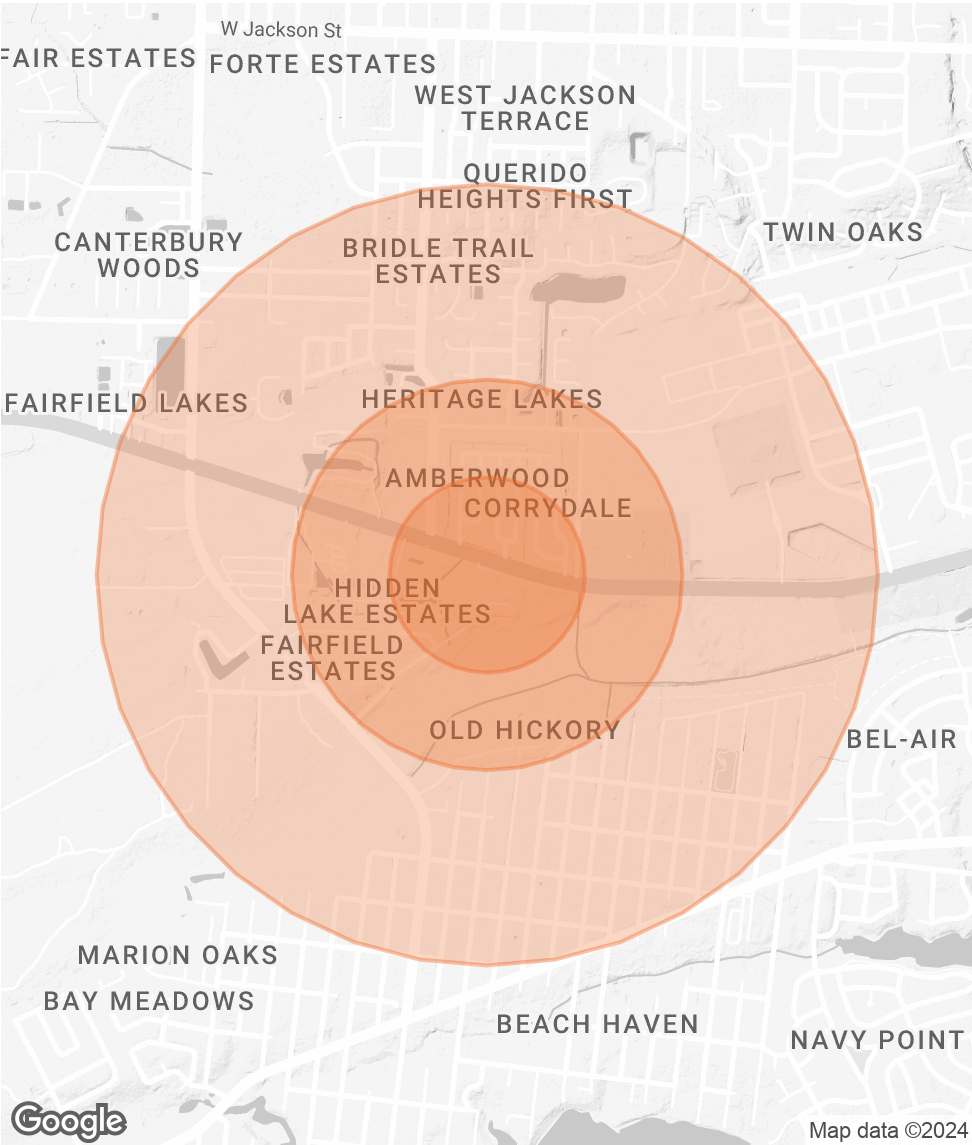 W Jackson St
FAIR ESTATES
FORTE ESTATES
WEST JACKSON
TERRACE
QUERIDO
HEIGHTS FIRST
TWIN OAKS
CANTERBURY
WOODS
BRIDLE TRAIL
ESTATES
FAIRFIELD LAKES
HERITAGE LAKES
AMBERWOOD
CORRYDALE
HIDDEN
LAKE ESTATES
FAIRFIELD
ESTATES
OLD HICKORY
BEL-AIR
MARION OAKS
BAY MEADOWS
BEACH HAVEN
NAVY POINT
Google
Map data ©2024